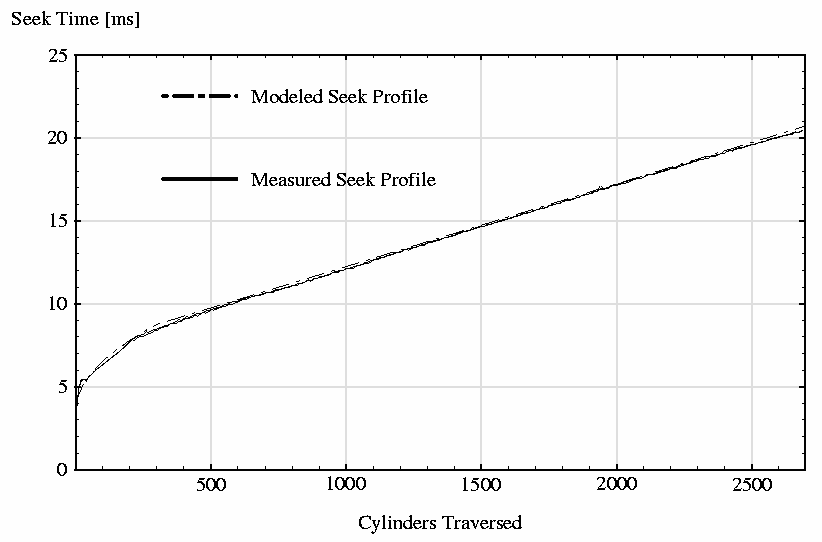 Seek Time [ms]
25
20
15
10
5
0
Modeled Seek Profile
Measured Seek Profile
500 1000 1500 2000 2500
Cylinders Traversed